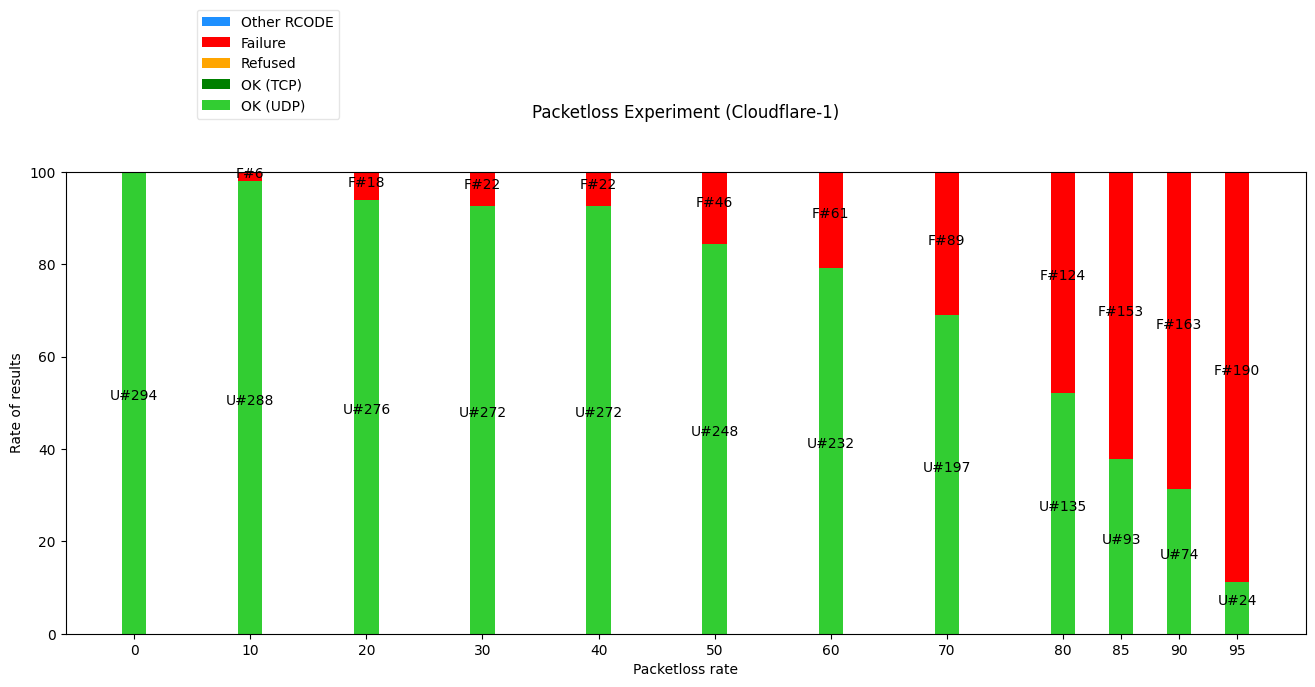 Other RCODE
Failure
Refused
OK (TCP)
OK (UDP)
Packetloss Experiment (Cloudflare-1)
Rate of results
100
80
60
40
20
0
F#6
F#18
F#22
F#22
F#46
F#61
F#89
F#124
F#153
F#163
F#190
U#294
U#288
U#276
U#272
U#272
U#248
U#232
U#197
U#135
U#93
U#74
U#24
0 10 20 30 40 50 60 70 80 85 90 95
Packetloss rate